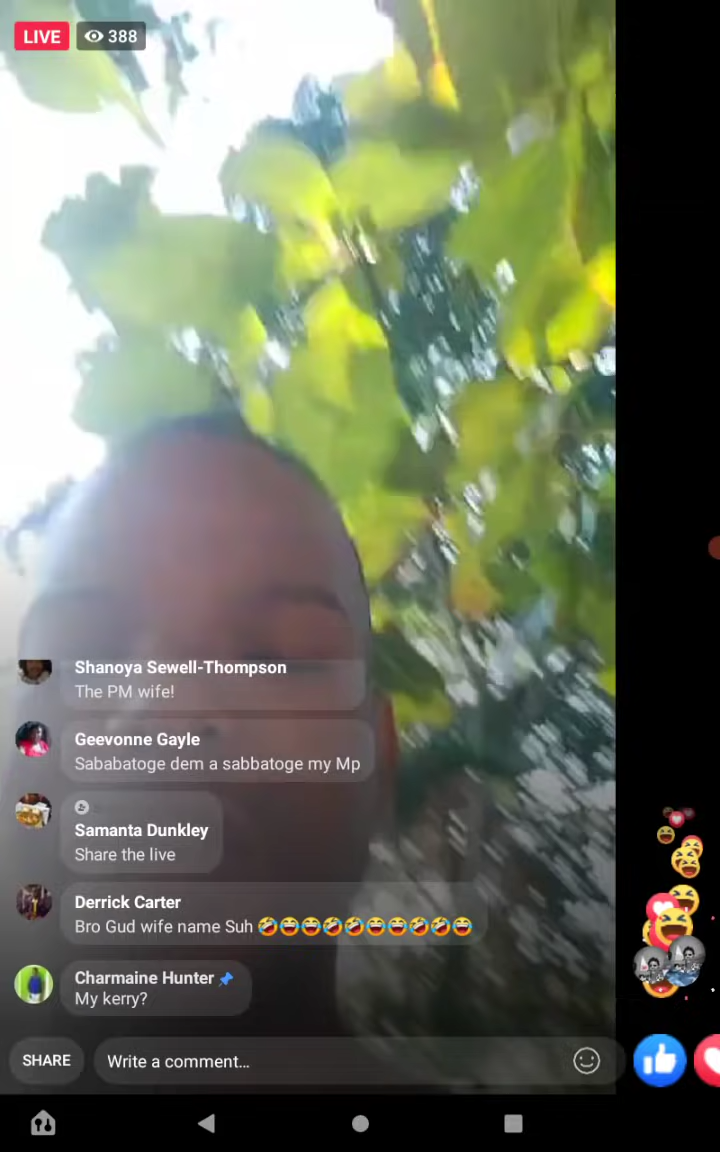 LIVE 388
Shanoya Sewell-Thompson
The PM wife!
Geevonne Gayle
Sababatoge dem a sabbatoge my Mp
Samanta Dunkley
Share the live
Derrick Carter
Bro Gud wife name Suh 🤣😂😂🤣🤣😂😂🤣🤣😂
Charmaine Hunter 📌
My kerry?
SHARE Write a comment...